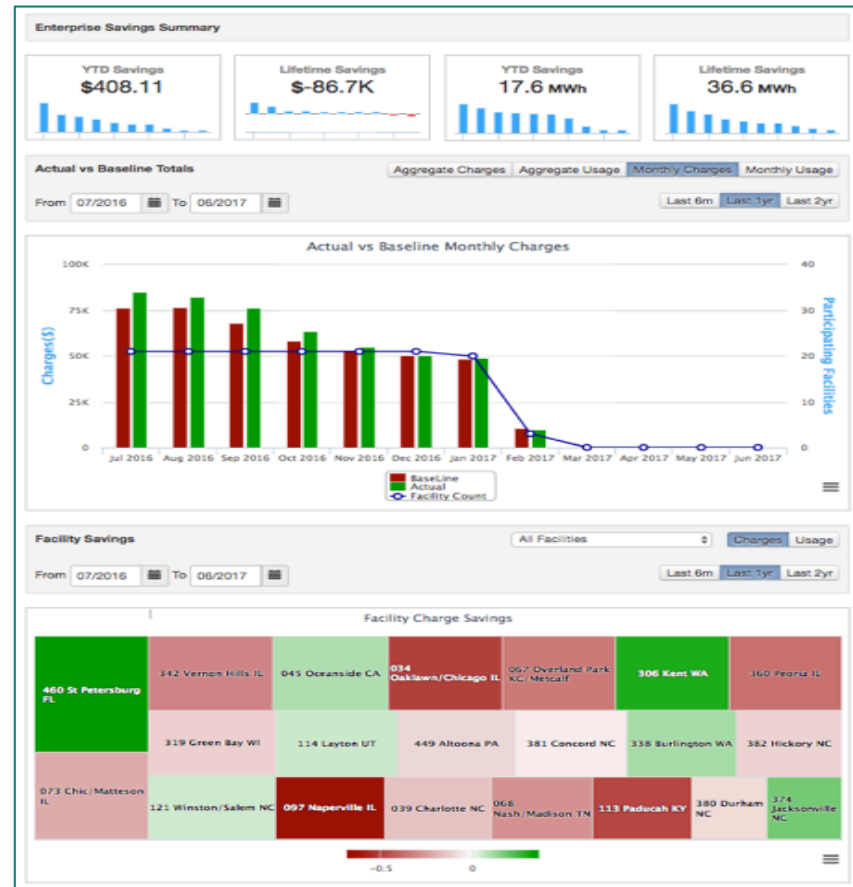 Enterprise Savings Summary
YTD Savings
$408.11
Lifetime Savings
$-86.7K
YTD Savings
17.6 MWh
Lifetime Savings
36.6 MWh
Actual vs Baseline Totals
Aggregate Charges Aggregate Usage Monthly Charges Monthly Usage
From 07/2016 To 06/2017
Last 6m Last 1yr Last 2yr
Actual vs Baseline Monthly Charges
100K 40
75K 30
50K 20
25K 10
0 0
Charges($)
Participating Facilities
Jul 2016 Aug 2016 Sep 2016 Oct 2016 Nov 2016 Dec 2016 Jan 2017 Feb 2017 Mar 2017 Apr 2017 May 2017 Jun 2017
BaseLine
Actual
Facility Count
Facility Savings
All Facilities
Charges Usage
From 07/2016 To 06/2017
Last 6m Last 1yr Last 2yr
Facility Charge Savings
460 St Petersburg
FL
342 Vernon Hills IL
045 Oceanside CA
034
Oaklawn/Chicago IL
067 Overland Park
KC/Metcalf
306 Kent WA
360 Peoria IL
319 Green Bay WI
114 Layton UT
449 Altoona PA
381 Concord NC
338 Burlington WA
382 Hickory NC
073 Chic/Matteson
IL
121 Winston/Salem NC
097 Naperville IL
039 Charlotte NC
068
Nash/Madison TN
113 Paducah KY
380 Durham
NC
374
Jacksonville
NC
-0.5 0